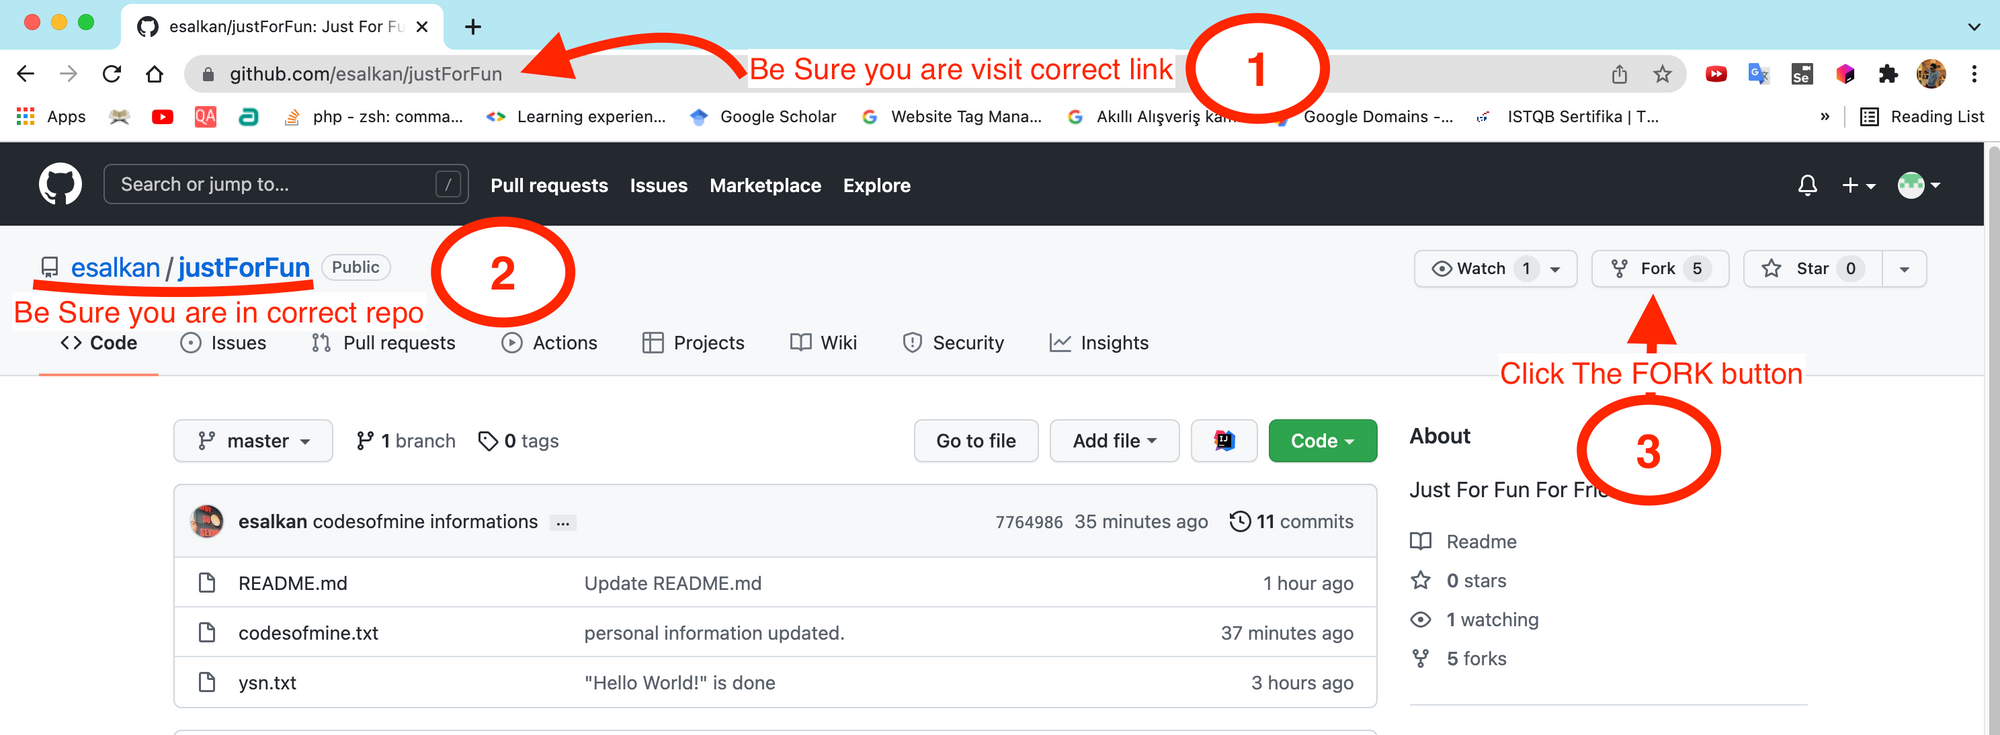 esalkan/justForFun: Just For Fu
github.com/esalkan/justForFun
Be Sure you are visit correct link
1
Apps
QA
php - zsh: comma...
Learning experien...
Google Scholar
Website Tag Mana...
Akıllı Alışveriş kam
Google Domains -...
ISTQB Sertifika | T...
»
Reading List
Search or jump to...
/
Pull requests
Issues
Marketplace
Explore
esalkan / justForFun
Public
2
Watch 1
Fork 5
Star 0
Be Sure you are in correct repo
Code
Issues
Pull requests
Actions
Projects
Wiki
Security
Insights
Click The FORK button
3
master
1 branch
0 tags
Go to file
Add file
IJ
Code
About
Just For Fun For Frie
esalkan codesofmine informations ...
7764986 35 minutes ago
11 commits
README.md
Update README.md
1 hour ago
codesofmine.txt
personal information updated.
37 minutes ago
ysn.txt
"Hello World!" is done
3 hours ago
Readme
0 stars
1 watching
5 forks
Se